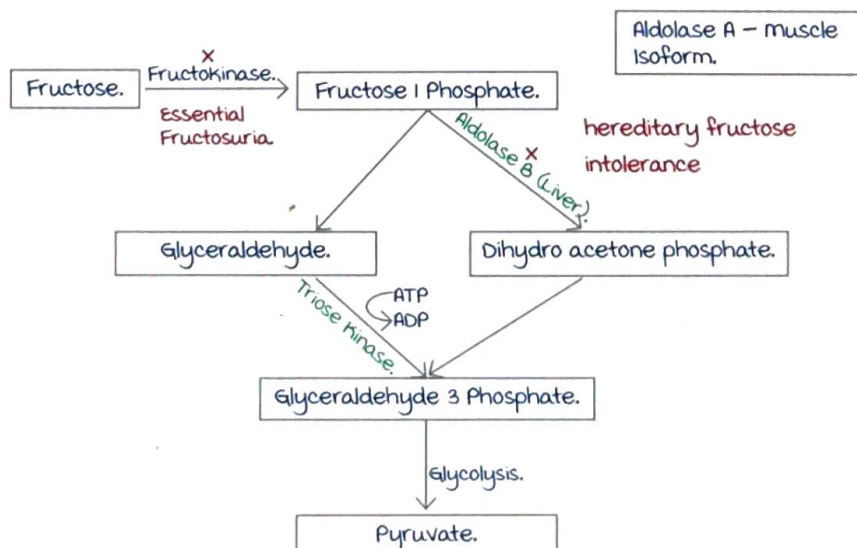 Aldolase A – muscle
Isoform.
x
Fructose.
Fructokinase.
Fructose 1 Phosphate.
Essential
Fructosuria
Aldolase B (Liver).
x
hereditary fructose
intolerance
Glyceraldehyde.
Dihydro acetone phosphate.
Triose Kinase.
ATP
ADP
Glyceraldehyde 3 Phosphate.
Glycolysis.
Pyruvate.